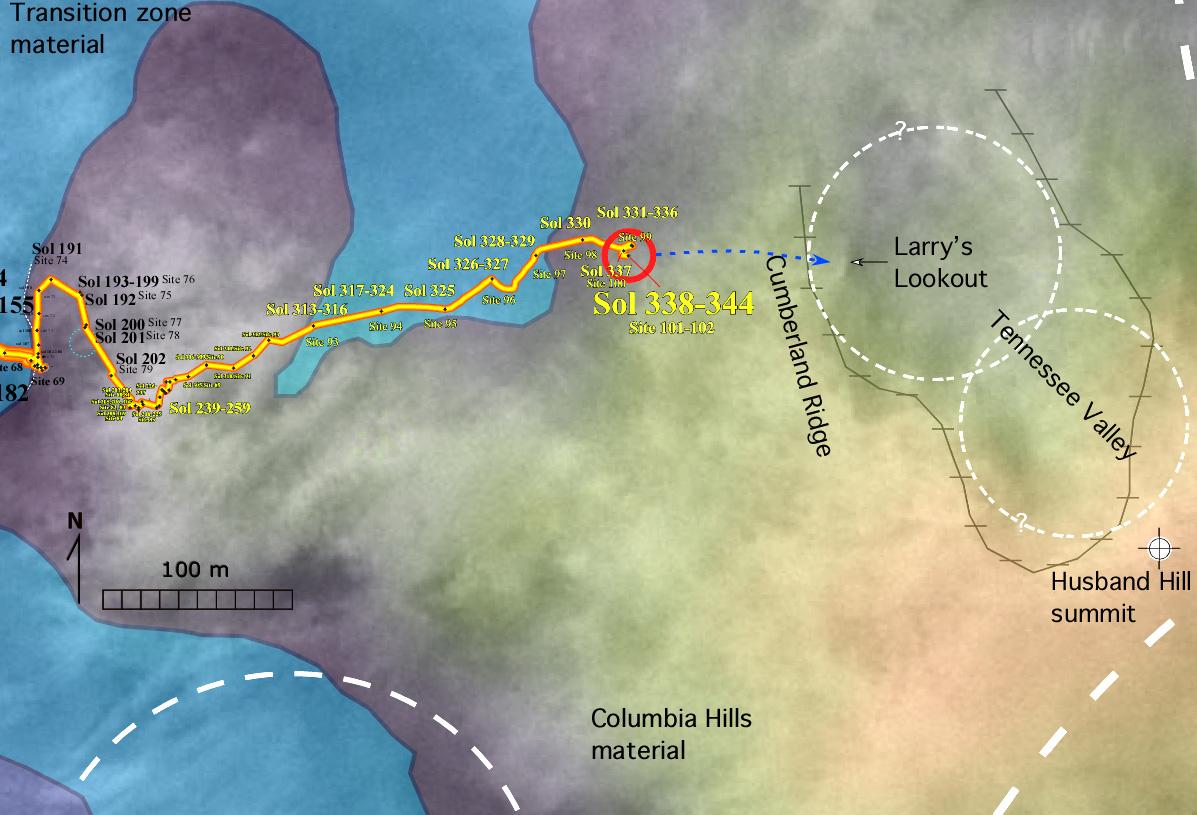 Transition zone
material
Sol 191
Site 74
4
155
Sol 193-199 Site 76
Sol 192 Site 75
Sol 200 Site 77
Sol 201 Site 78
Sol 202
Site 79
Site 69
182
Sol 239-259
Sol 313-316
Site 93
Sol 317-324
Site 94
Sol 325
Site 95
Sol 326-327
Site 96
Sol 328-329
Site 97
Sol 330
Site 98
Sol 331-336
Site 99
Sol 337
Site 100
Sol 338-344
Site 101-102
Cumberland Ridge
?
Larry's
Lookout
Tennessee Valley
?
Husband Hill
summit
N
100 m
Columbia Hills
material